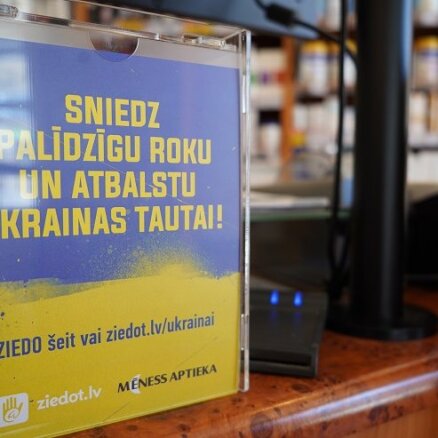 SNIEDZ
PALĪDZĪGU ROKU
UN ATBALSTU
UKRAINAS TAUTAI!
ZIEDO šeit vai ziedot.lv/ukrainai
ziedot.lv
MĒNESS APTIEKA